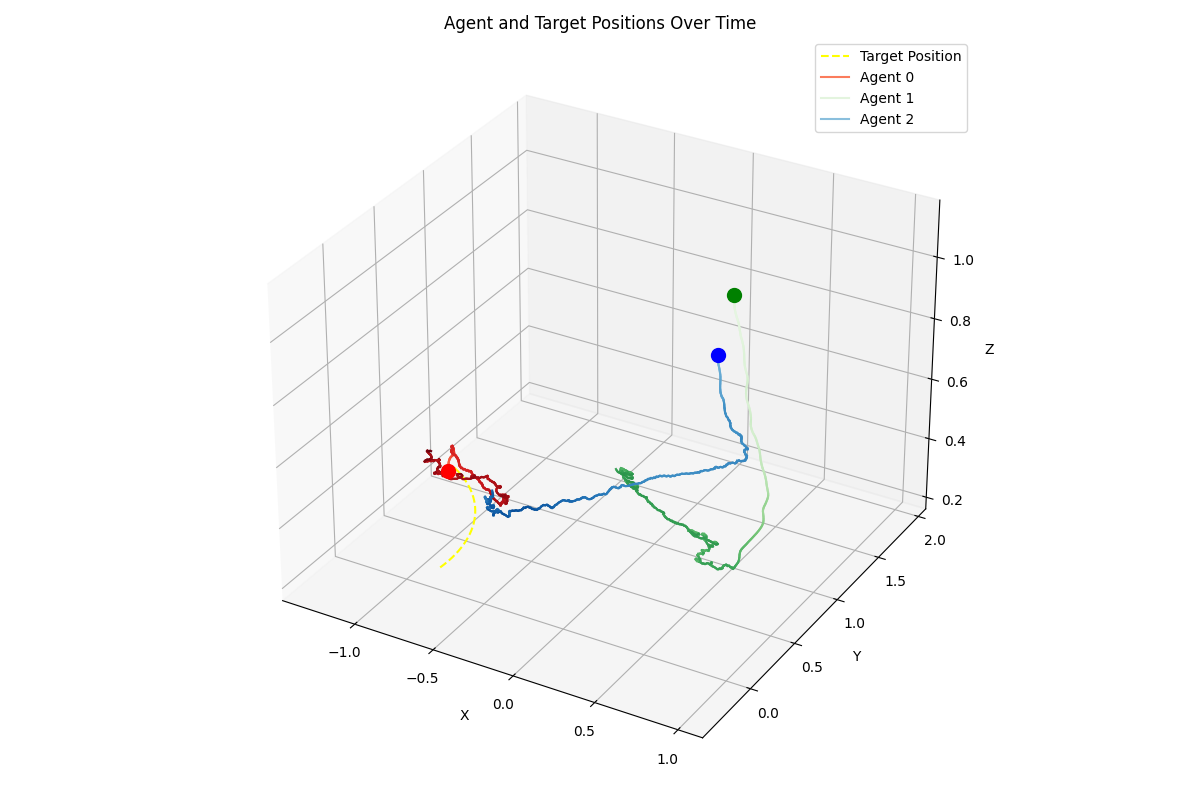 Agent and Target Positions Over Time
Target Position
Agent 0
Agent 1
Agent 2
1.0
0.8
Z
0.6
0.4
0.2
2.0
1.5
1.0
Y
0.5
0.0
−1.0
−0.5
0.0
X
0.5
1.0